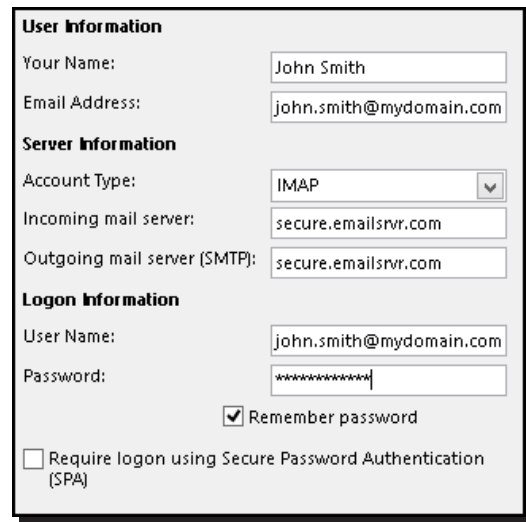 User Information
Your Name: John Smith
Email Address: john.smith@mydomain.com
Server Information
Account Type: IMAP
Incoming mail server: secure.emailsrvr.com
Outgoing mail server (SMTP): secure.emailsrvr.com
Logon Information
User Name: john.smith@mydomain.com
Password: ************
Remember password
Require logon using Secure Password Authentication
(SPA)